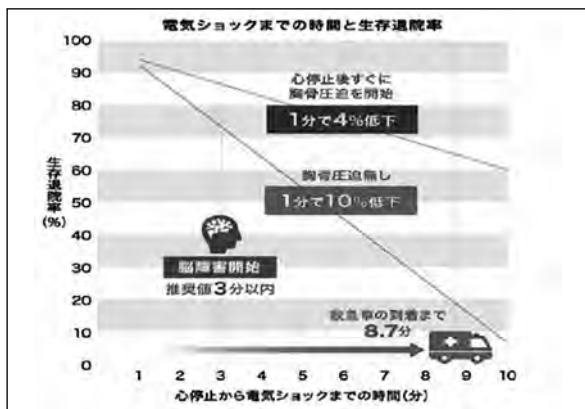 電気ショックまでの時間と生存退院率
100
90
80
70
60
50
40
30
20
10
0
生存退院率
(%)
心停止後すぐに
胸骨圧迫を開始
1分で4%低下
胸骨圧迫無し
1分で10%低下
脳障害開始
推奨値3分以内
救急車の到着まで
8.7分
1 2 3 4 5 6 7 8 9 10
心停止から電気ショックまでの時間(分)